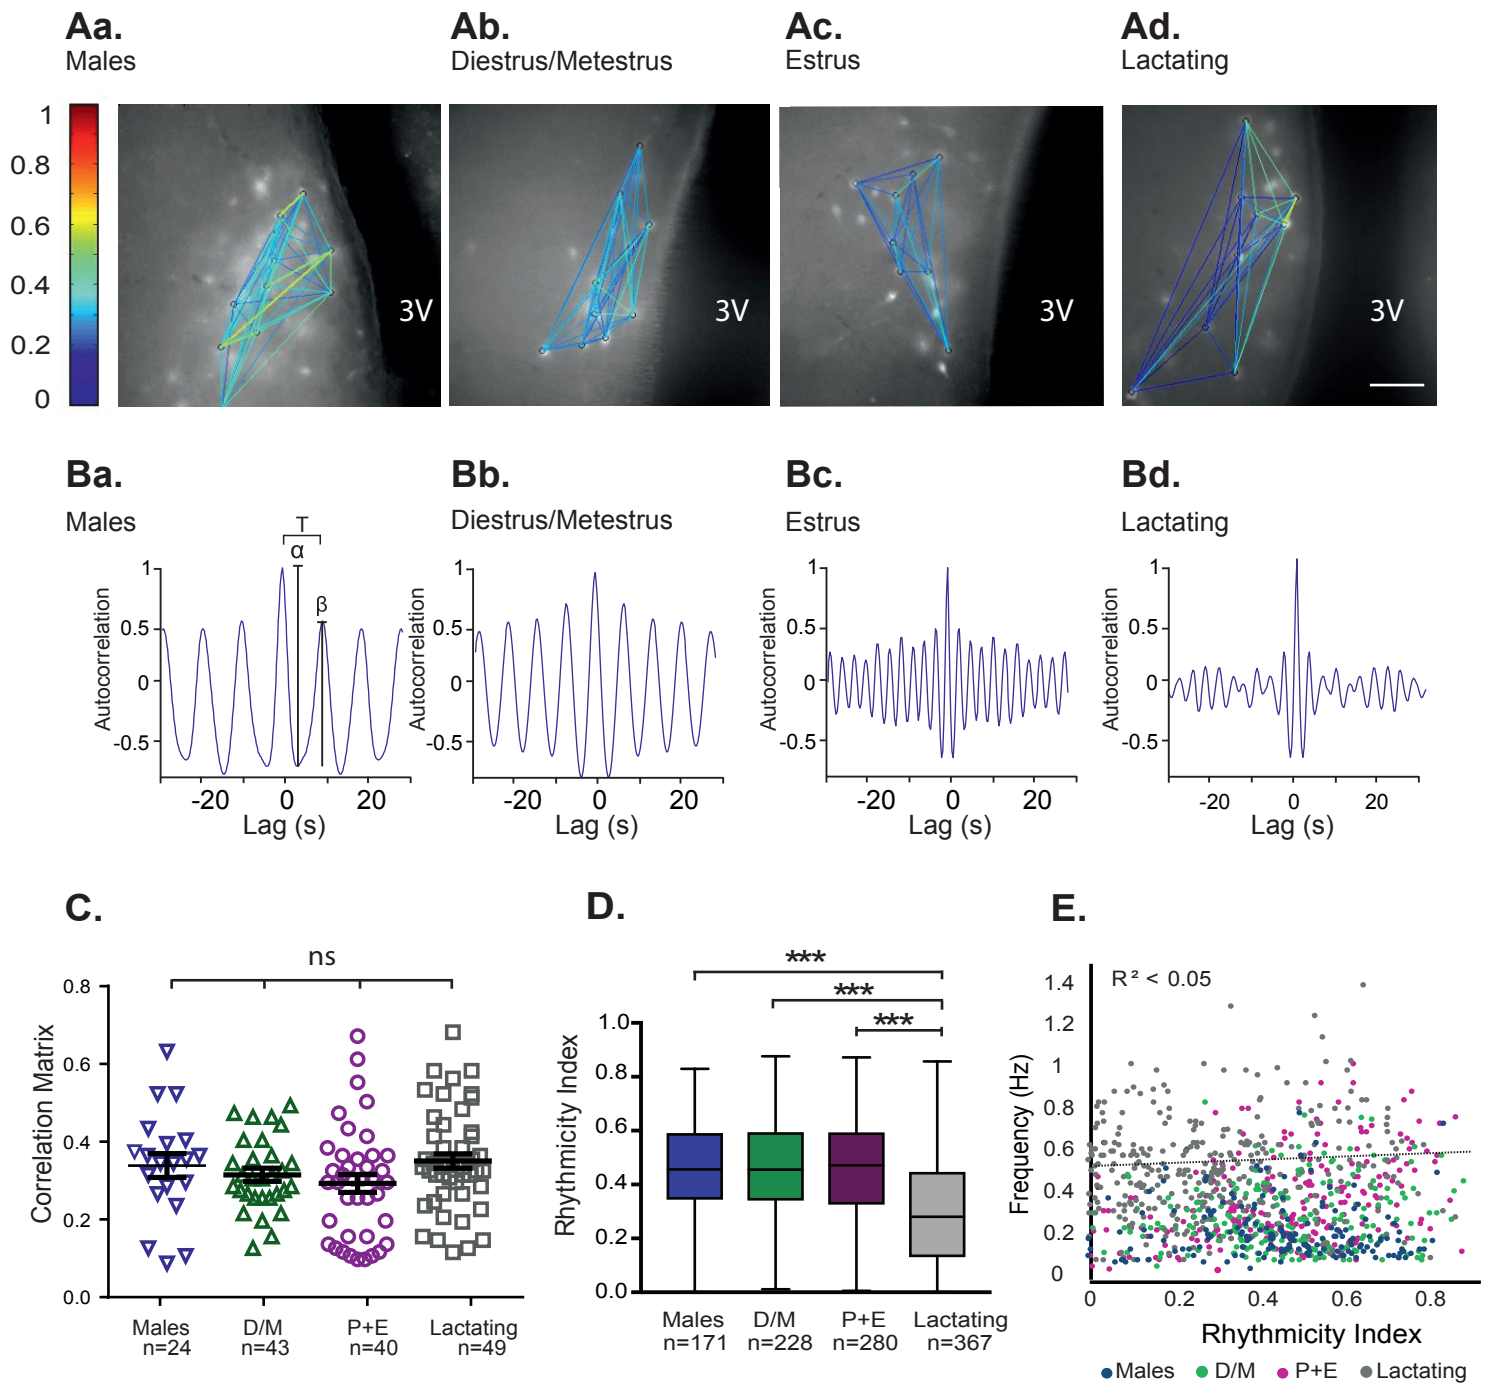 Aa.
Males
Ab.
Diestrus/Metestrus
Ac.
Estrus
Ad.
Lactating
1
0.8
0.6
0.4
0.2
0
3V
3V
3V
3V
Ba.
Males
Bb.
Diestrus/Metestrus
Bc.
Estrus
Bd.
Lactating
T
α
β
Autocorrelation
1
0.5
0
-0.5
-20 0 20
Lag (s)
Autocorrelation
1
0.5
0
-0.5
-20 0 20
Lag (s)
Autocorrelation
1
0.5
0
-0.5
-20 0 20
Lag (s)
Autocorrelation
1
0.5
0
-0.5
-20 0 20
Lag (s)
C.
ns
Correlation Matrix
0.8
0.6
0.4
0.2
0.0
Males D/M P+E Lactating
n=24 n=43 n=40 n=49
D.
***
***
***
Rhythmicity Index
1.0
0.8
0.6
0.4
0.2
0.0
Males D/M P+E Lactating
n=171 n=228 n=280 n=367
E.
R² < 0.05
Frequency (Hz)
1.4
1.2
1
0.8
0.6
0.4
0.2
0
0 0.2 0.4 0.6 0.8
Rhythmicity Index
Males D/M P+E Lactating